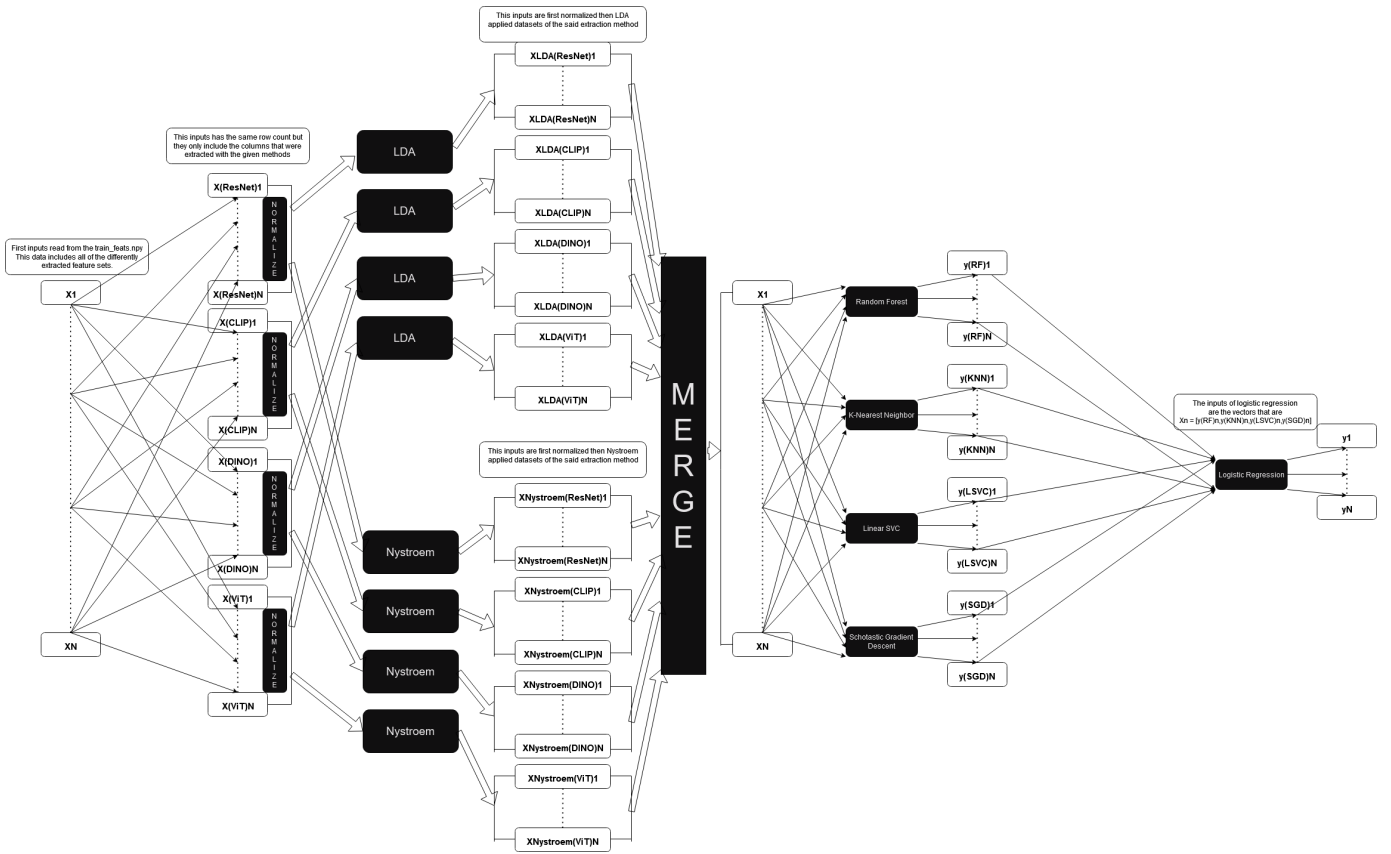 First inputs read from the train_feats.npy
This data includes all of the differently
extracted feature sets.
X1
XN
This inputs has the same row count but
they only include the columns that were
extracted with the given methods
X(ResNet)1
NORMALIZE
X(ResNet)N
X(CLIP)1
NORMALIZE
X(CLIP)N
X(DINO)1
NORMALIZE
X(DINO)N
X(ViT)1
NORMALIZE
X(ViT)N
LDA
LDA
LDA
LDA
Nystroem
Nystroem
Nystroem
Nystroem
This inputs are first normalized then LDA
applied datasets of the said extraction method
XLDA(ResNet)1
XLDA(ResNet)N
XLDA(CLIP)1
XLDA(CLIP)N
XLDA(DINO)1
XLDA(DINO)N
XLDA(ViT)1
XLDA(ViT)N
This inputs are first normalized then Nystroem
applied datasets of the said extraction method
XNystroem(ResNet)1
XNystroem(ResNet)N
XNystroem(CLIP)1
XNystroem(CLIP)N
XNystroem(DINO)1
XNystroem(DINO)N
XNystroem(ViT)1
XNystroem(ViT)N
MERGE
X1
XN
Random Forest
K-Nearest Neighbor
Linear SVC
Schotastic Gradient
Descent
y(RF)1
y(RF)N
y(KNN)1
y(KNN)N
y(LSVC)1
y(LSVC)N
y(SGD)1
y(SGD)N
The inputs of logistic regression
are the vectors that are
Xn = [y(RF)n,y(KNN)n,y(LSVC)n,y(SGD)n]
Logistic Regression
y1
yN